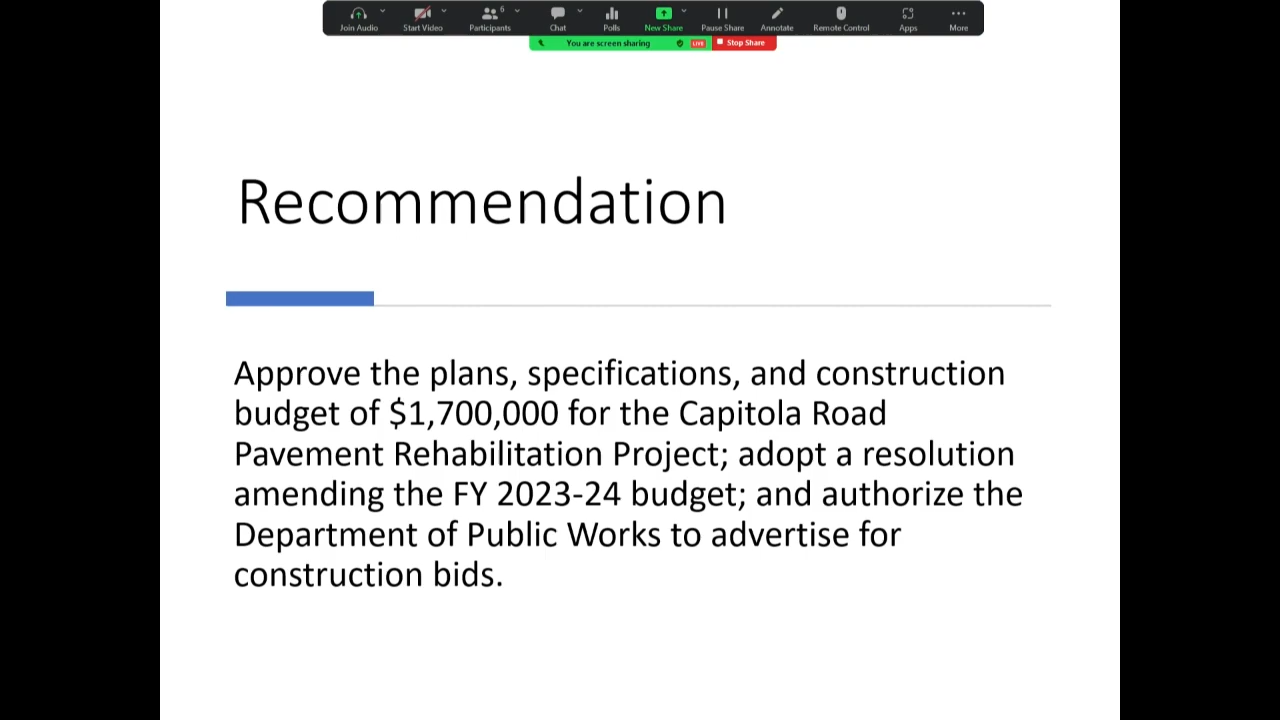 Join Audio Start Video Participants 6 Chat Polls New Share Pause Share Annotate Remote Control Apps More
You are screen sharing LIVE Stop Share
Recommendation
Approve the plans, specifications, and construction
budget of $1,700,000 for the Capitola Road
Pavement Rehabilitation Project; adopt a resolution
amending the FY 2023-24 budget; and authorize the
Department of Public Works to advertise for
construction bids.